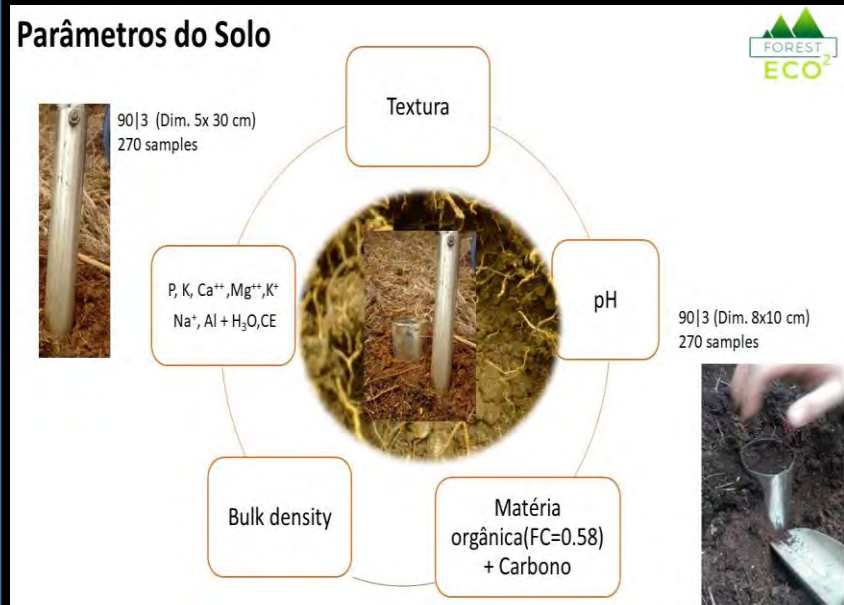 Parâmetros do Solo
FOREST
ECO²
90|3 (Dim. 5x 30 cm)
270 samples
Textura
P, K, Ca⁺⁺,Mg⁺⁺,K⁺
Na⁺, Al + H₃O,CE
pH
90|3 (Dim. 8x10 cm)
270 samples
Bulk density
Matéria
orgânica(FC=0.58)
+ Carbono